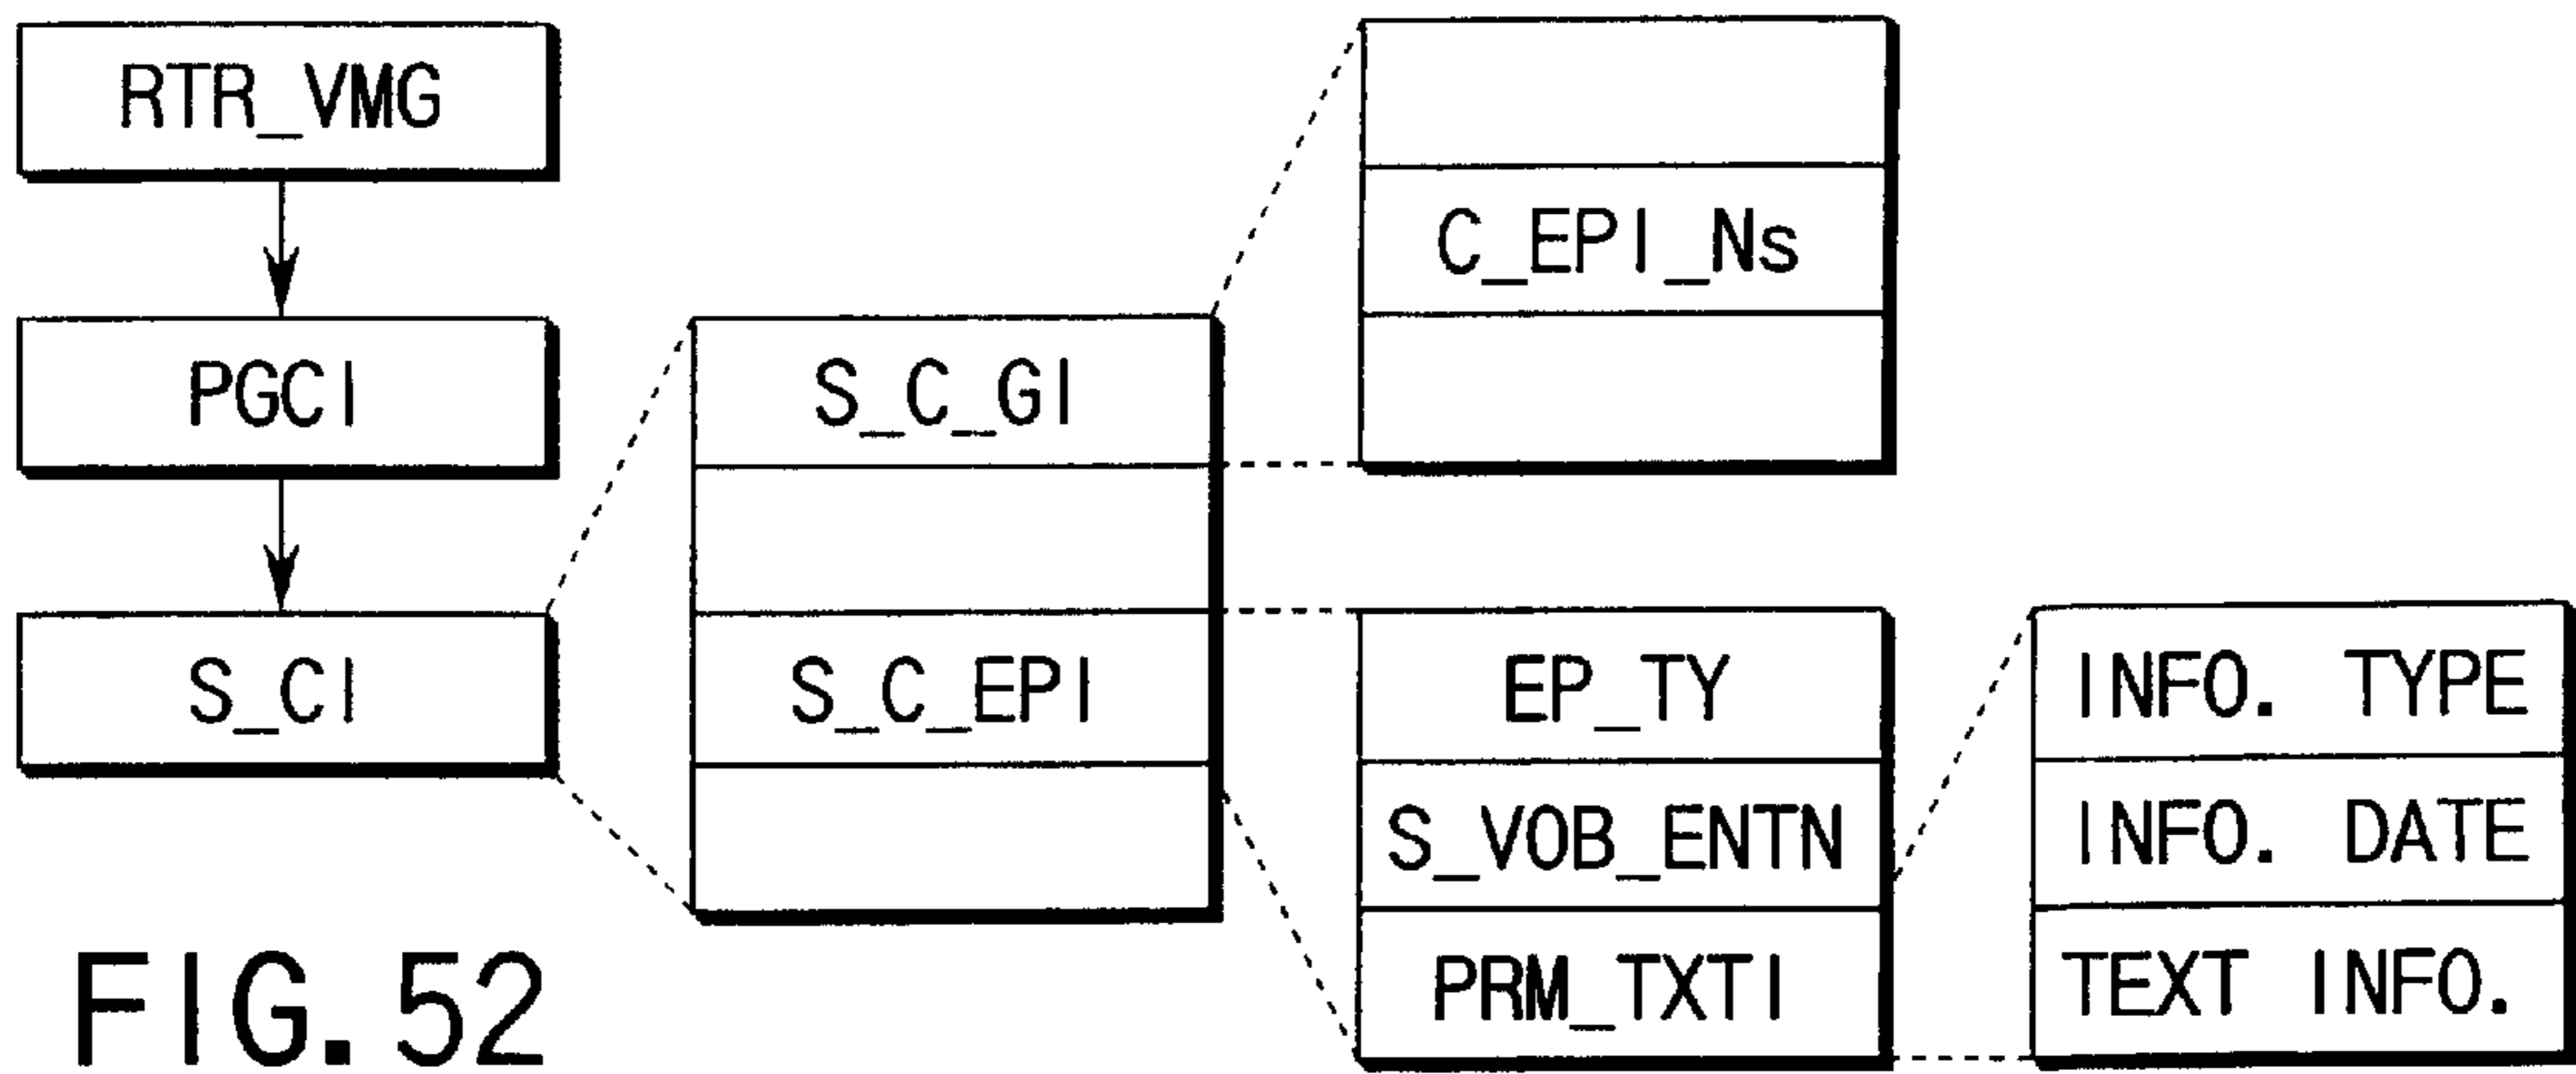 RTR_VMG
PGCI
S_CI
S_C_GI
S_C_EPI
C_EPI_Ns
EP_TY
S_VOB_ENTN
PRM_TXTI
INFO. TYPE
INFO. DATE
TEXT INFO.
FIG. 52